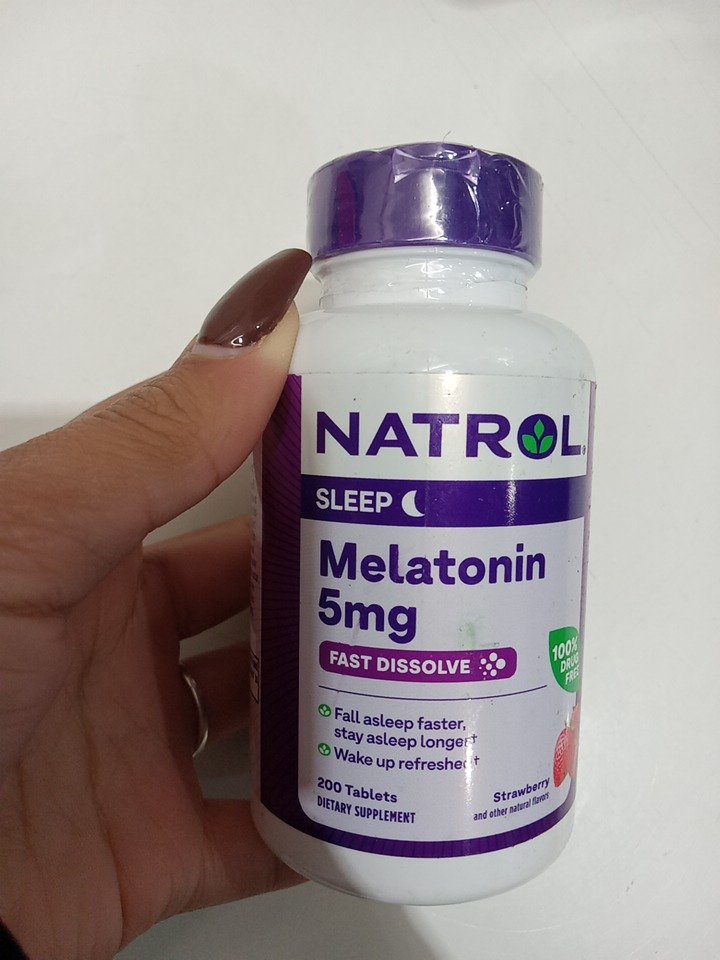 NATROL
SLEEP
Melatonin
5mg
FAST DISSOLVE
100%
DRUG
FREE
Fall asleep faster,
stay asleep longer†
Wake up refreshed†
200 Tablets
DIETARY SUPPLEMENT
Strawberry
and other natural flavors